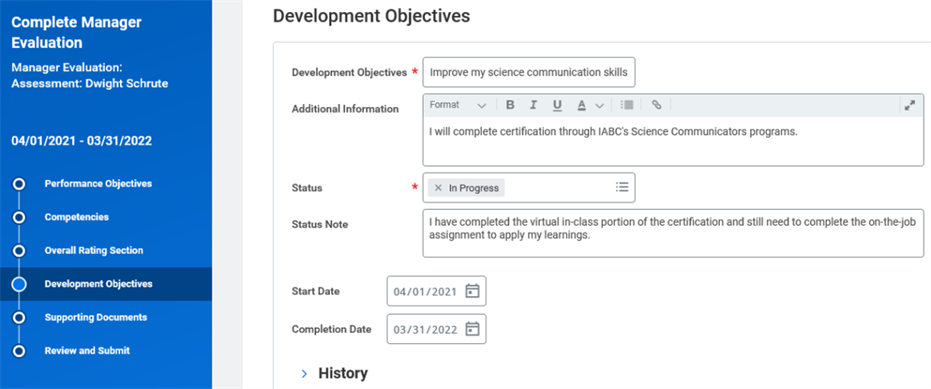 Complete Manager
Evaluation
Manager Evaluation:
Assessment: Dwight Schrute
04/01/2021 - 03/31/2022
Performance Objectives
Competencies
Overall Rating Section
Development Objectives
Supporting Documents
Review and Submit
Development Objectives
Development Objectives * Improve my science communication skills
Additional Information
Format B I U A
I will complete certification through IABC's Science Communicators programs.
Status * × In Progress
Status Note
I have completed the virtual in-class portion of the certification and still need to complete the on-the-job
assignment to apply my learnings.
Start Date 04/01/2021
Completion Date 03/31/2022
History